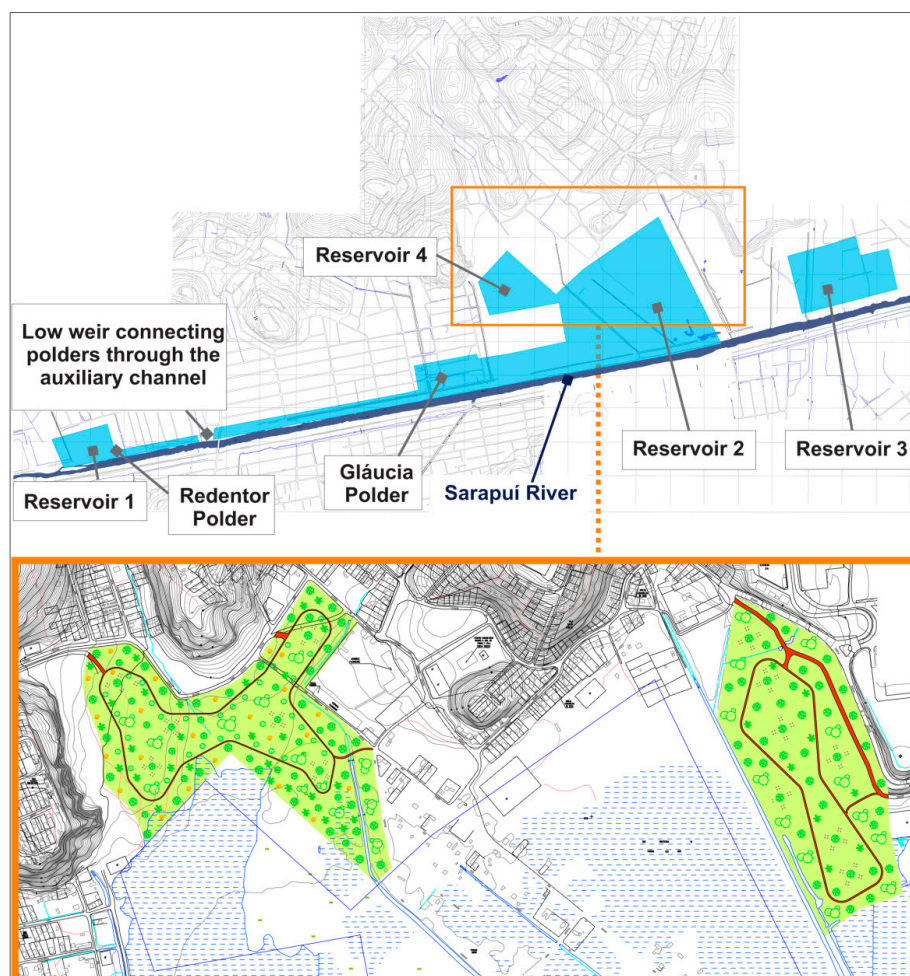 Reservoir 4
Low weir connecting
polders through the
auxiliary channel
Reservoir 1
Redentor
Polder
Gláucia
Polder
Sarapuí River
Reservoir 2
Reservoir 3